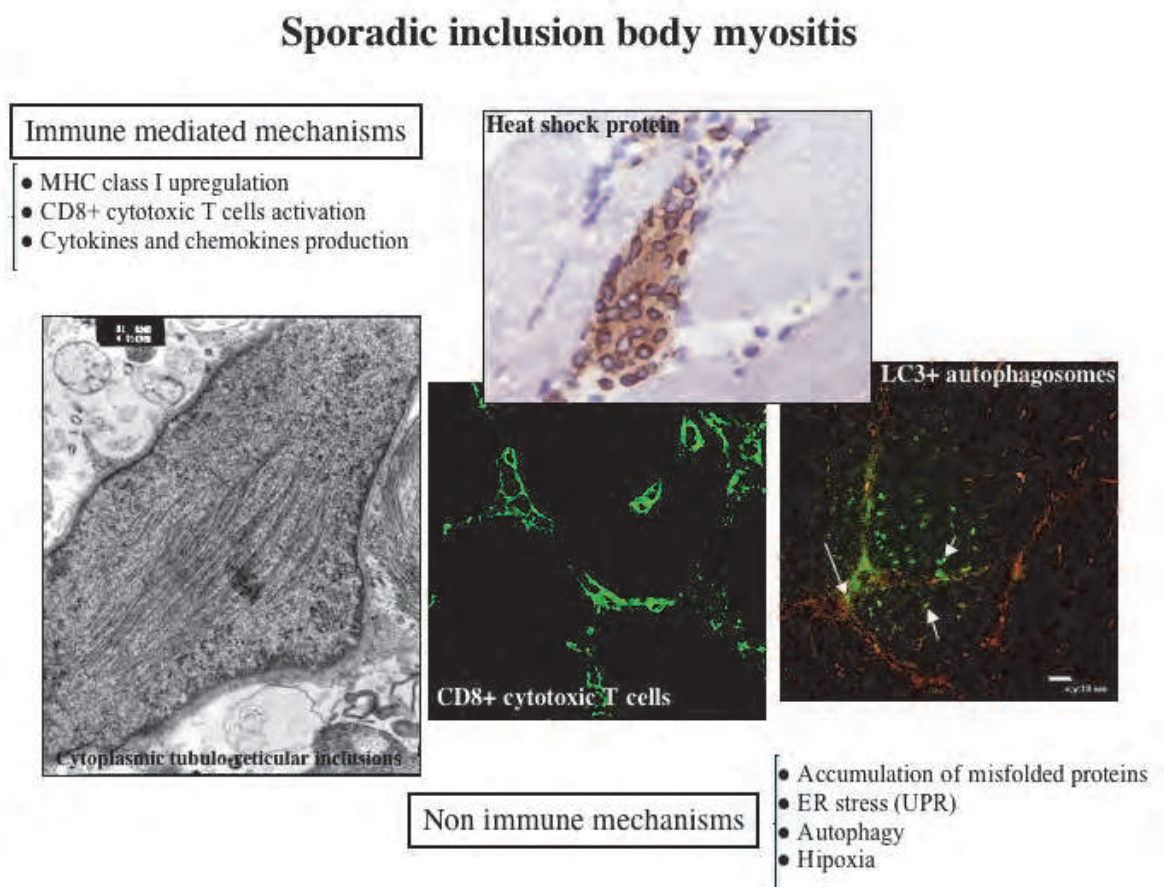 Sporadic inclusion body myositis
Immune mediated mechanisms
● MHC class I upregulation
● CD8+ cytotoxic T cells activation
● Cytokines and chemokines production
Heat shock protein
LC3+ autophagosomes
CD8+ cytotoxic T cells
Cytoplasmic tubulo-reticular inclusions
Non immune mechanisms
● Accumulation of misfolded proteins
● ER stress (UPR)
● Autophagy
● Hipoxia